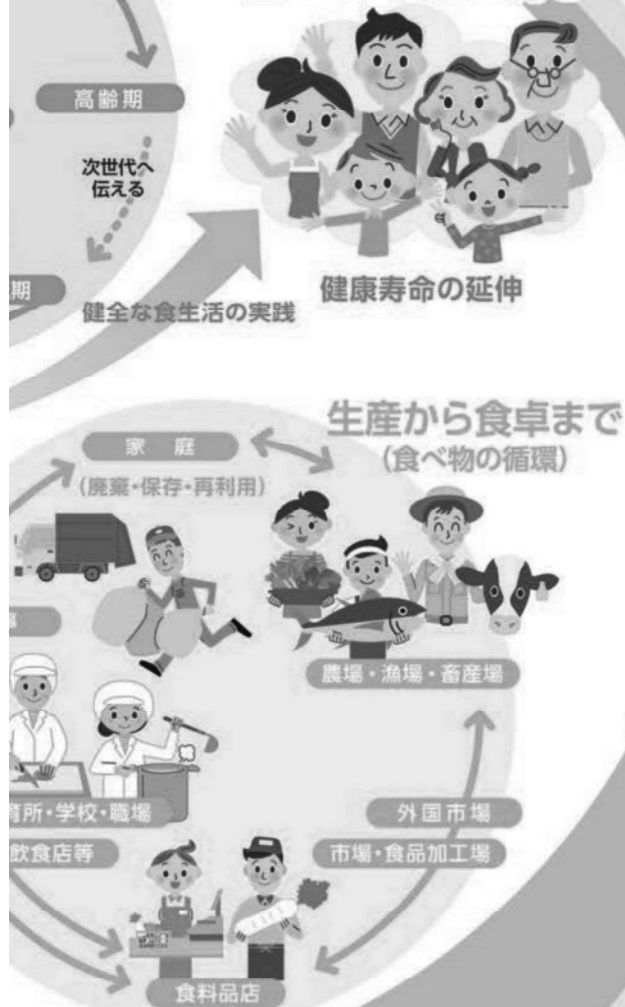 高齢期
次世代へ
伝える
期
健全な食生活の実践
健康寿命の延伸
生産から食卓まで
(食べ物の循環)
家庭
(廃棄・保存・再利用)
農場・漁場・畜産場
育所・学校・職場
飲食店等
外国市場
市場・食品加工場
食料品店